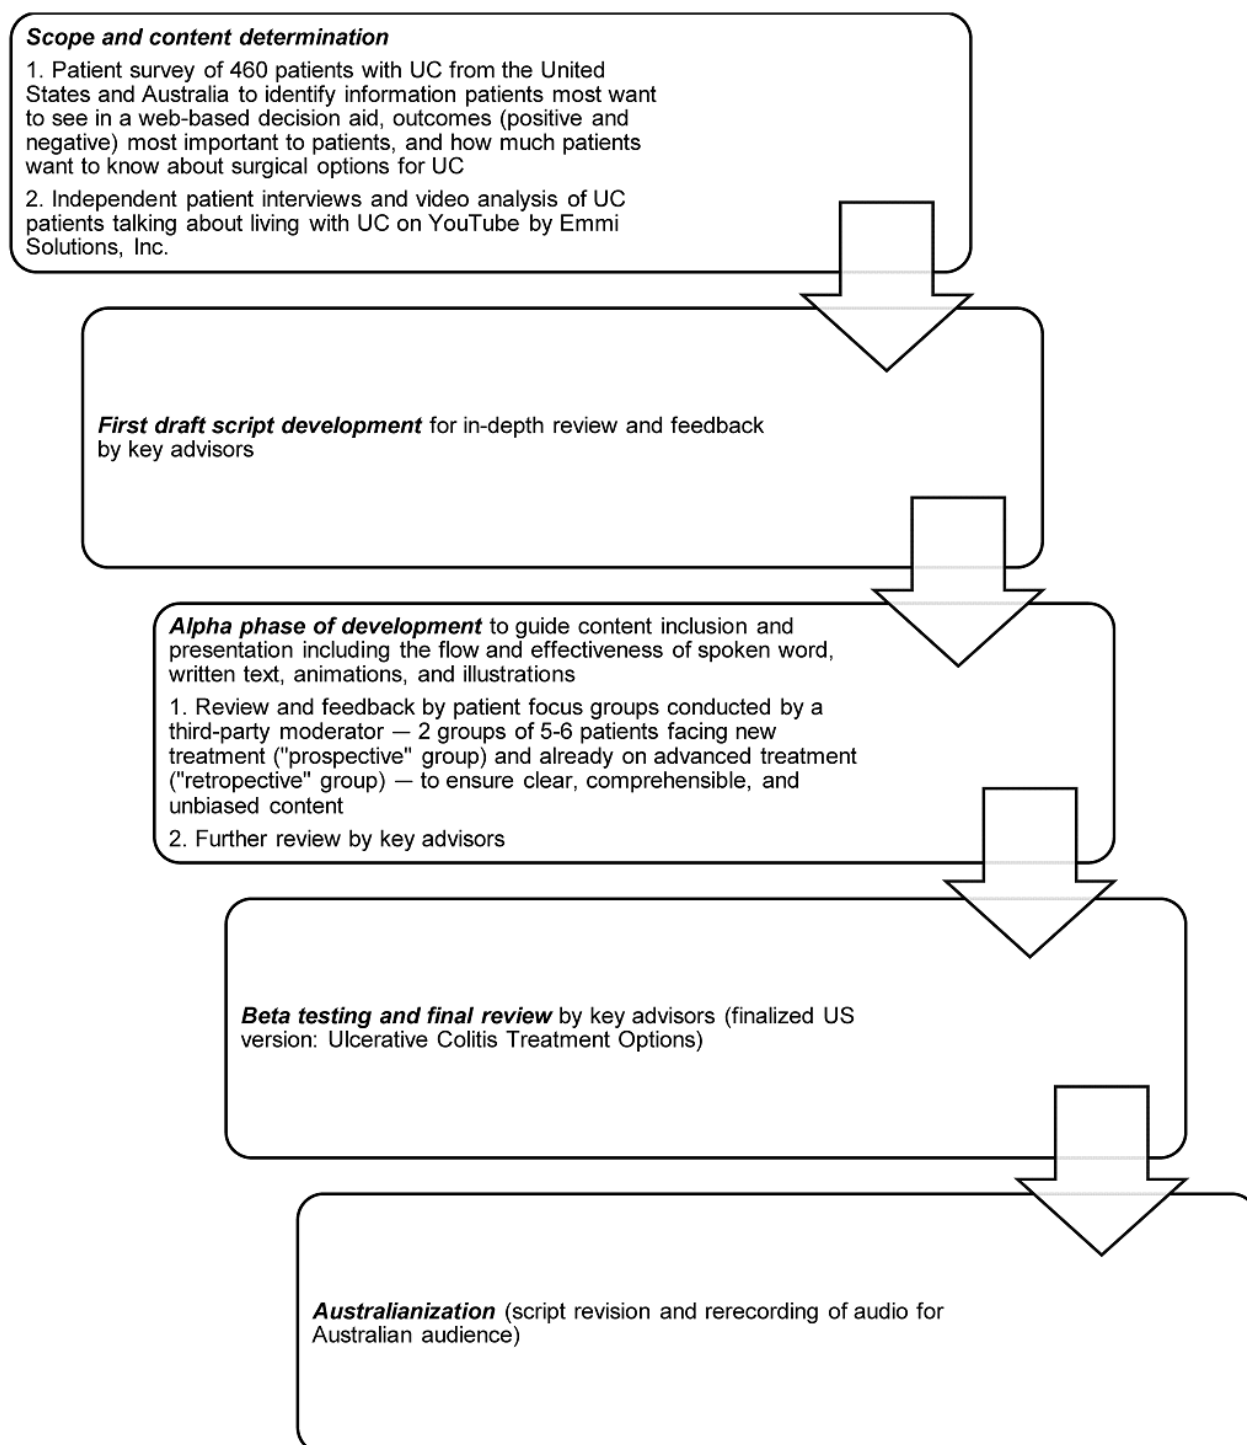 Scope and content determination
1. Patient survey of 460 patients with UC from the United
States and Australia to identify information patients most want
to see in a web-based decision aid, outcomes (positive and
negative) most important to patients, and how much patients
want to know about surgical options for UC
2. Independent patient interviews and video analysis of UC
patients talking about living with UC on YouTube by Emmi
Solutions, Inc.
First draft script development for in-depth review and feedback
by key advisors
Alpha phase of development to guide content inclusion and
presentation including the flow and effectiveness of spoken word,
written text, animations, and illustrations
1. Review and feedback by patient focus groups conducted by a
third-party moderator — 2 groups of 5-6 patients facing new
treatment ("prospective" group) and already on advanced treatment
("retropective" group) — to ensure clear, comprehensible, and
unbiased content
2. Further review by key advisors
Beta testing and final review by key advisors (finalized US
version: Ulcerative Colitis Treatment Options)
Australianization (script revision and rerecording of audio for
Australian audience)